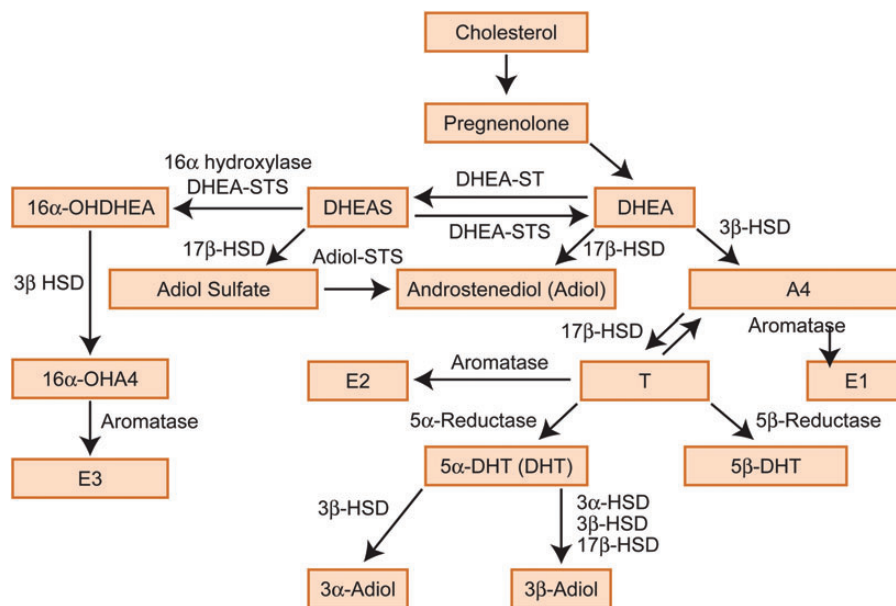 Cholesterol
Pregnenolone
16α hydroxylase
DHEA-STS
DHEA-ST
16α-OHDHEA
DHEAS
DHEA
DHEA-STS
3β-HSD
17β-HSD
Adiol-STS
17β-HSD
3β HSD
Adiol Sulfate
Androstenediol (Adiol)
A4
17β-HSD
Aromatase
Aromatase
16α-OHA4
E2
T
E1
Aromatase
5α-Reductase
5β-Reductase
E3
5α-DHT (DHT)
5β-DHT
3β-HSD
3α-HSD
3β-HSD
17β-HSD
3α-Adiol
3β-Adiol